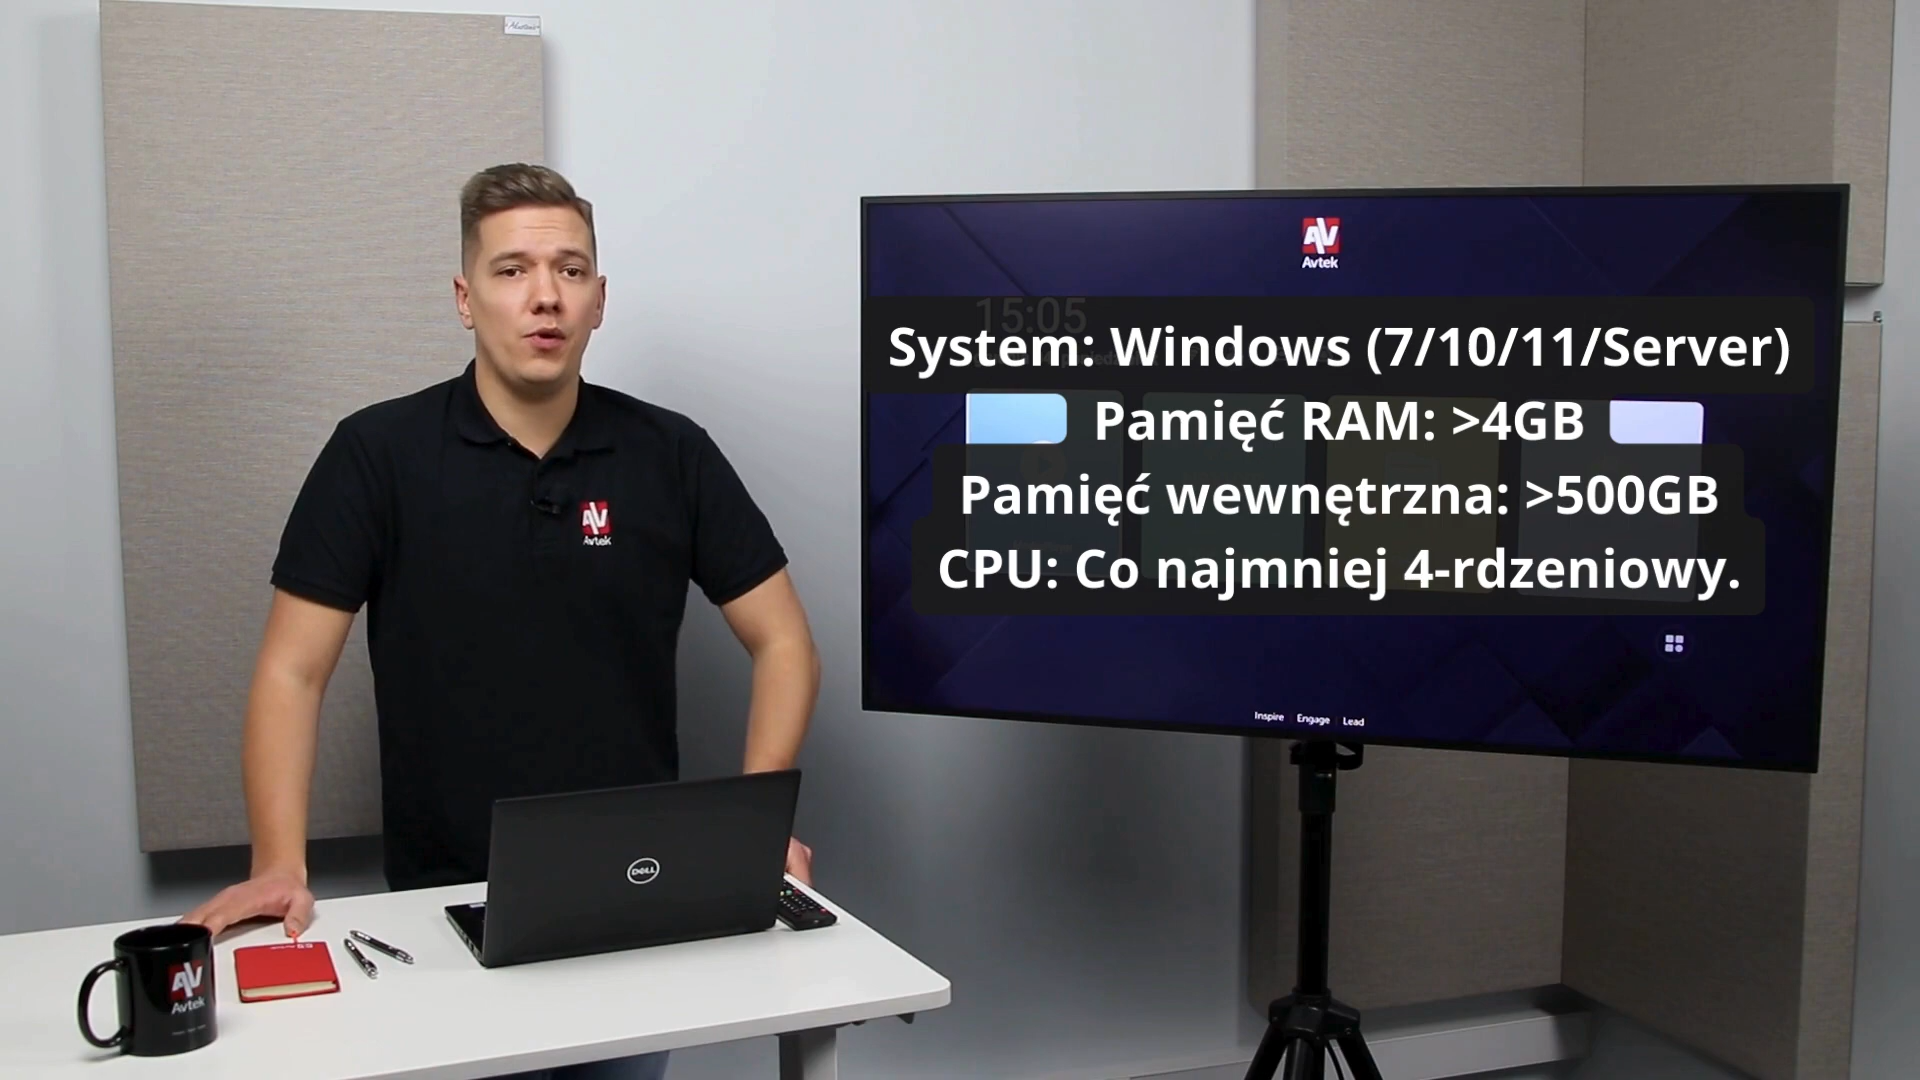 Avtek
15:05
System: Windows (7/10/11/Server)
Pamięć RAM: >4GB
Pamięć wewnętrzna: >500GB
CPU: Co najmniej 4-rdzeniowy.
Inspire Engage Lead
AV
Avtek
DELL
AV
Avtek